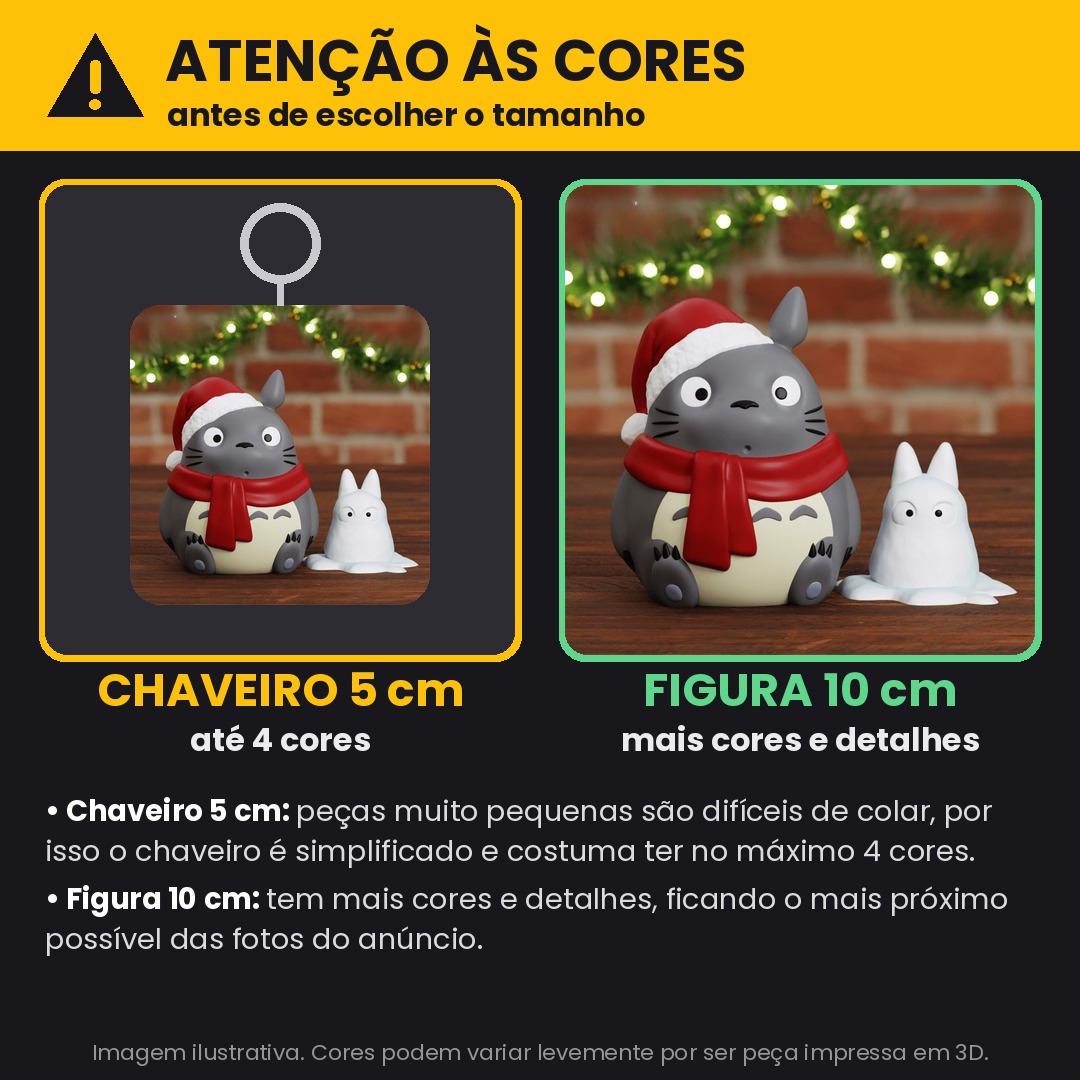 ATENÇÃO ÀS CORES
antes de escolher o tamanho
CHAVEIRO 5 cm
até 4 cores
FIGURA 10 cm
mais cores e detalhes
• Chaveiro 5 cm: peças muito pequenas são difíceis de colar, por
isso o chaveiro é simplificado e costuma ter no máximo 4 cores.
• Figura 10 cm: tem mais cores e detalhes, ficando o mais próximo
possível das fotos do anúncio.
Imagem ilustrativa. Cores podem variar levemente por ser peça impressa em 3D.